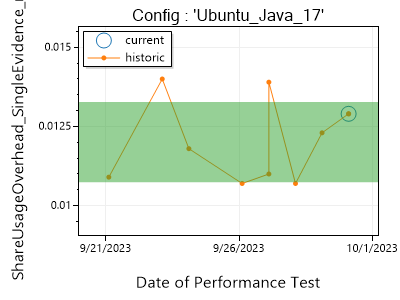 Config : 'Ubuntu_Java_17'
current
historic
0.015
0.0125
0.01
9/21/2023
9/26/2023
10/1/2023
Date of Performance Test
ShareUsageOverhead_SingleEvidence_